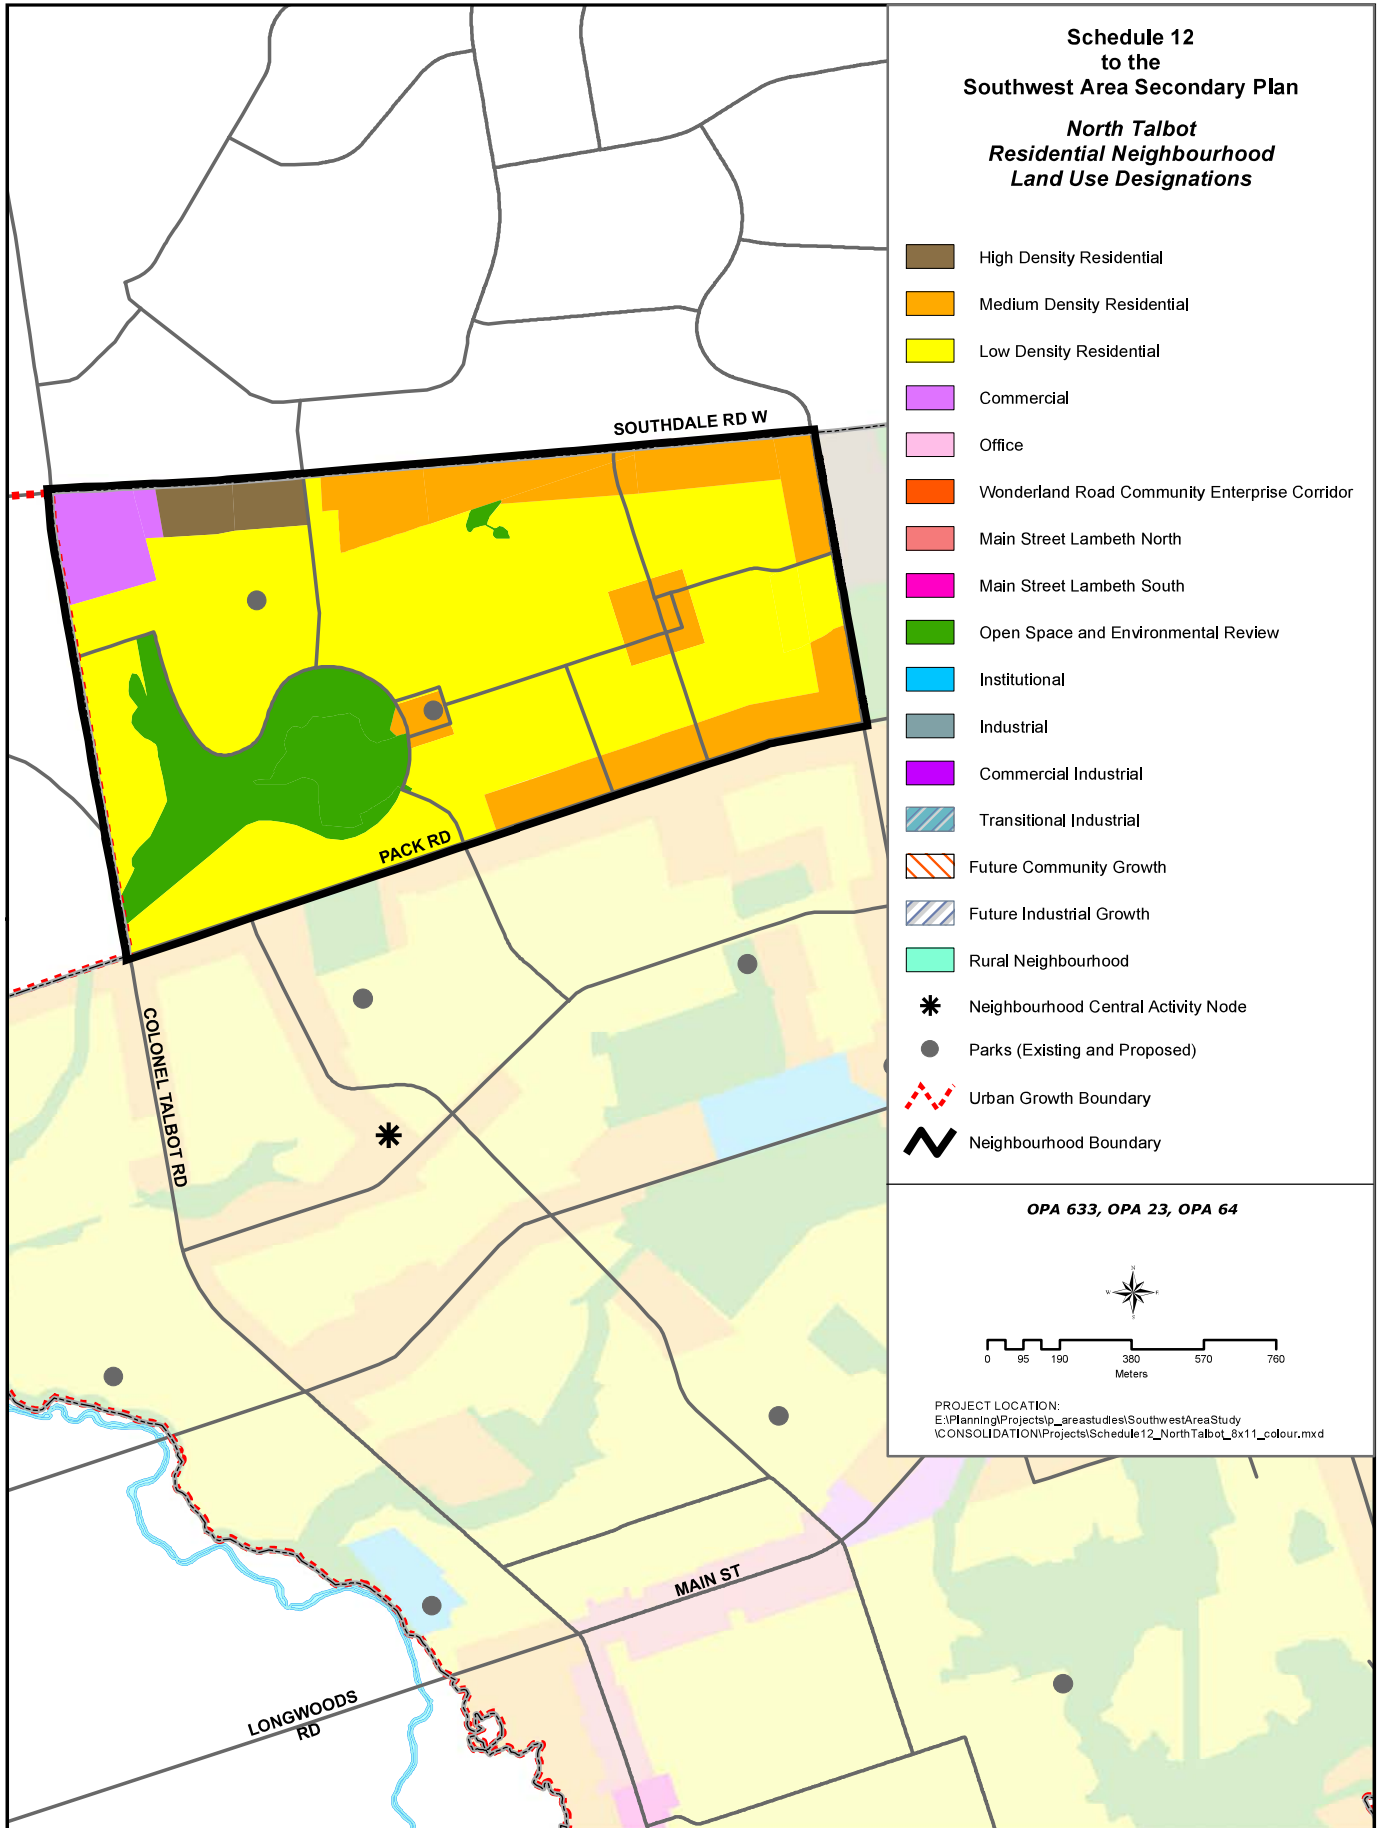 Schedule 12
to the
Southwest Area Secondary Plan
North Talbot
Residential Neighbourhood
Land Use Designations
High Density Residential
Medium Density Residential
Low Density Residential
Commercial
Office
Wonderland Road Community Enterprise Corridor
Main Street Lambeth North
Main Street Lambeth South
Open Space and Environmental Review
Institutional
Industrial
Commercial Industrial
Transitional Industrial
Future Community Growth
Future Industrial Growth
Rural Neighbourhood
Neighbourhood Central Activity Node
Parks (Existing and Proposed)
Urban Growth Boundary
Neighbourhood Boundary
OPA 633, OPA 23, OPA 64
N
W E
S
0 95 190 380 570 760
Meters
PROJECT LOCATION:
E:\Planning\Projects\p_areastudies\SouthwestAreaStudy
\CONSOLIDATION\Projects\Schedule12_NorthTalbot_8x11_colour.mxd
SOUTHDALE RD W
PACK RD
COLONEL TALBOT RD
MAIN ST
LONGWOODS
RD